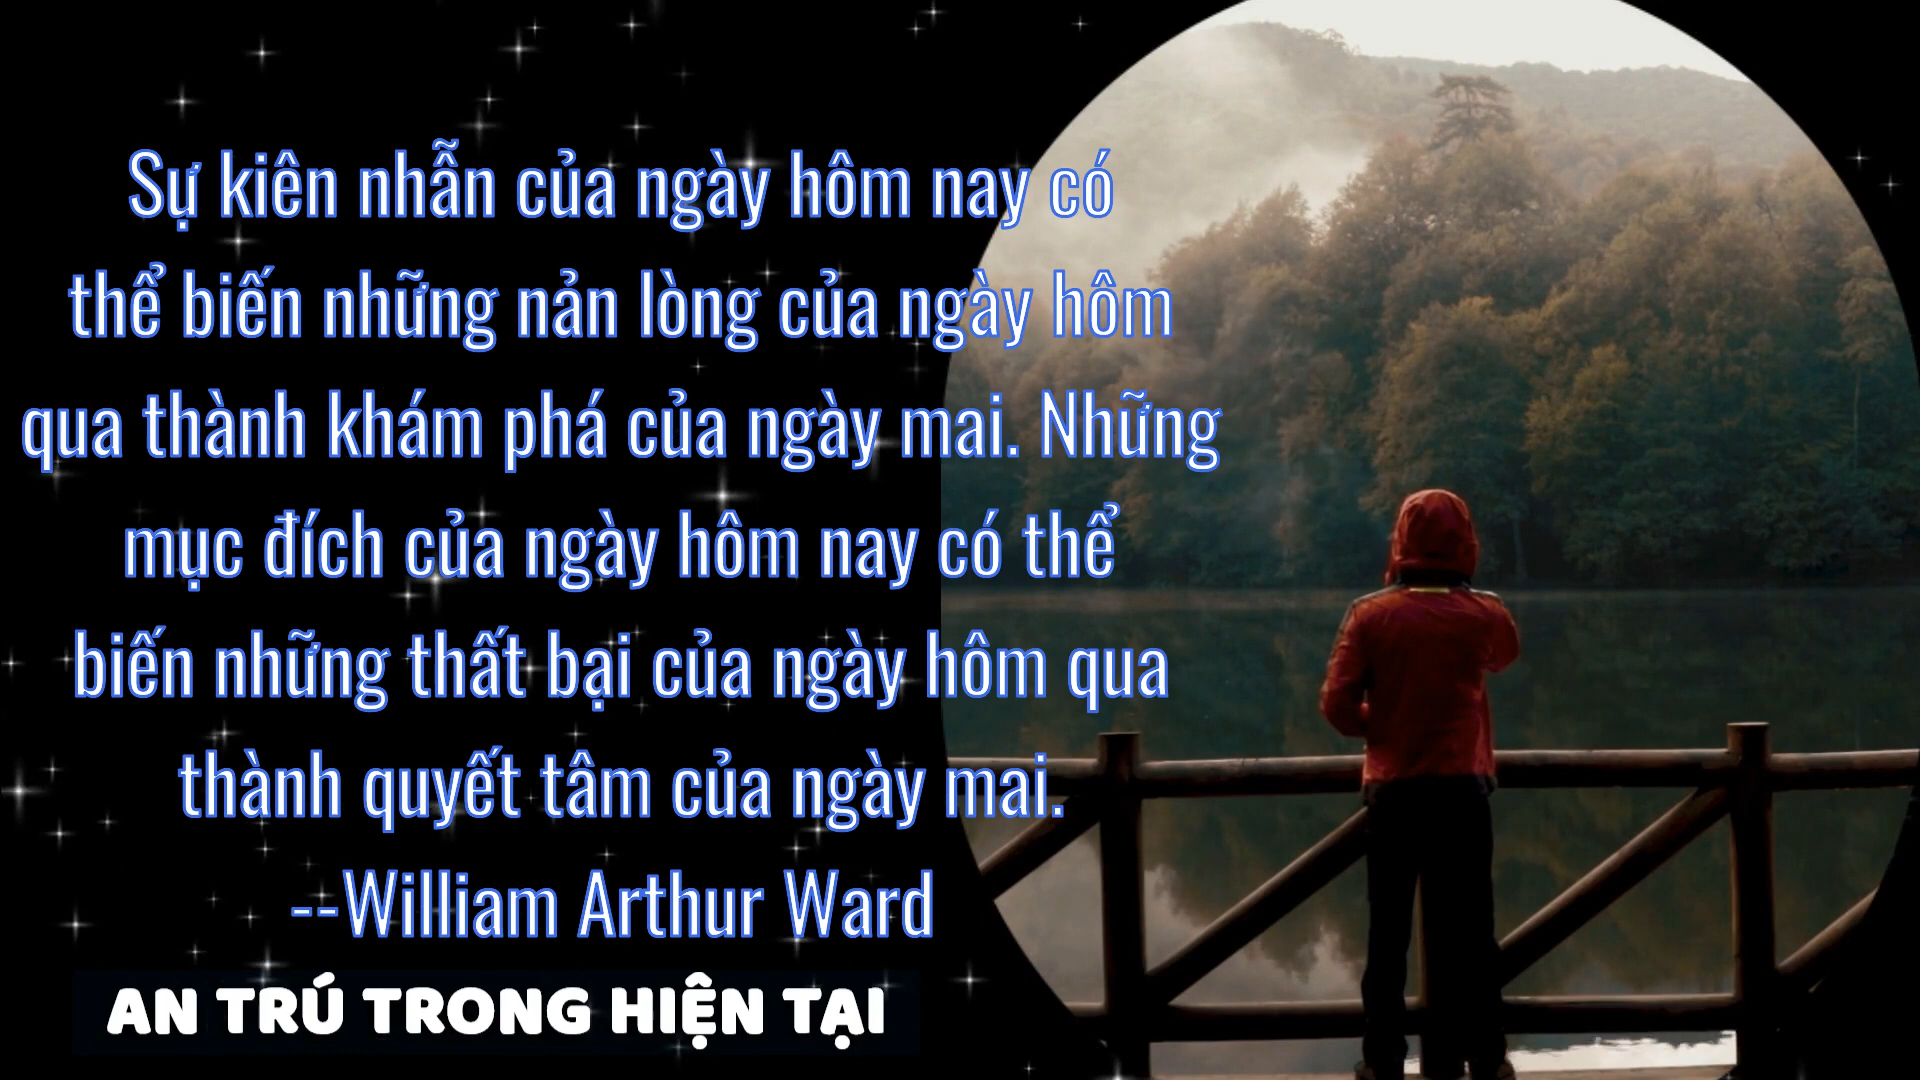 Sự kiên nhẫn của ngày hôm nay có
thể biến những nản lòng của ngày hôm
qua thành khám phá của ngày mai. Những
mục đích của ngày hôm nay có thể
biến những thất bại của ngày hôm qua
thành quyết tâm của ngày mai.
--William Arthur Ward
AN TRÚ TRONG HIỆN TẠI